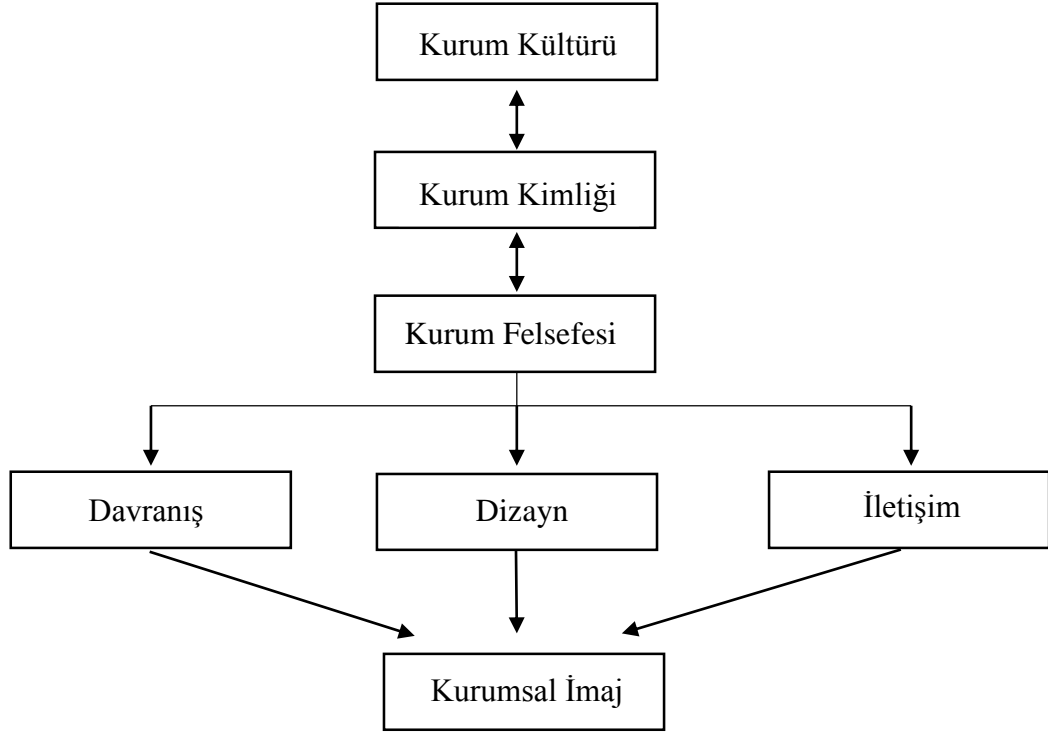 Kurum Kültürü
Kurum Kimliği
Kurum Felsefesi
Davranış
Dizayn
İletişim
Kurumsal İmaj